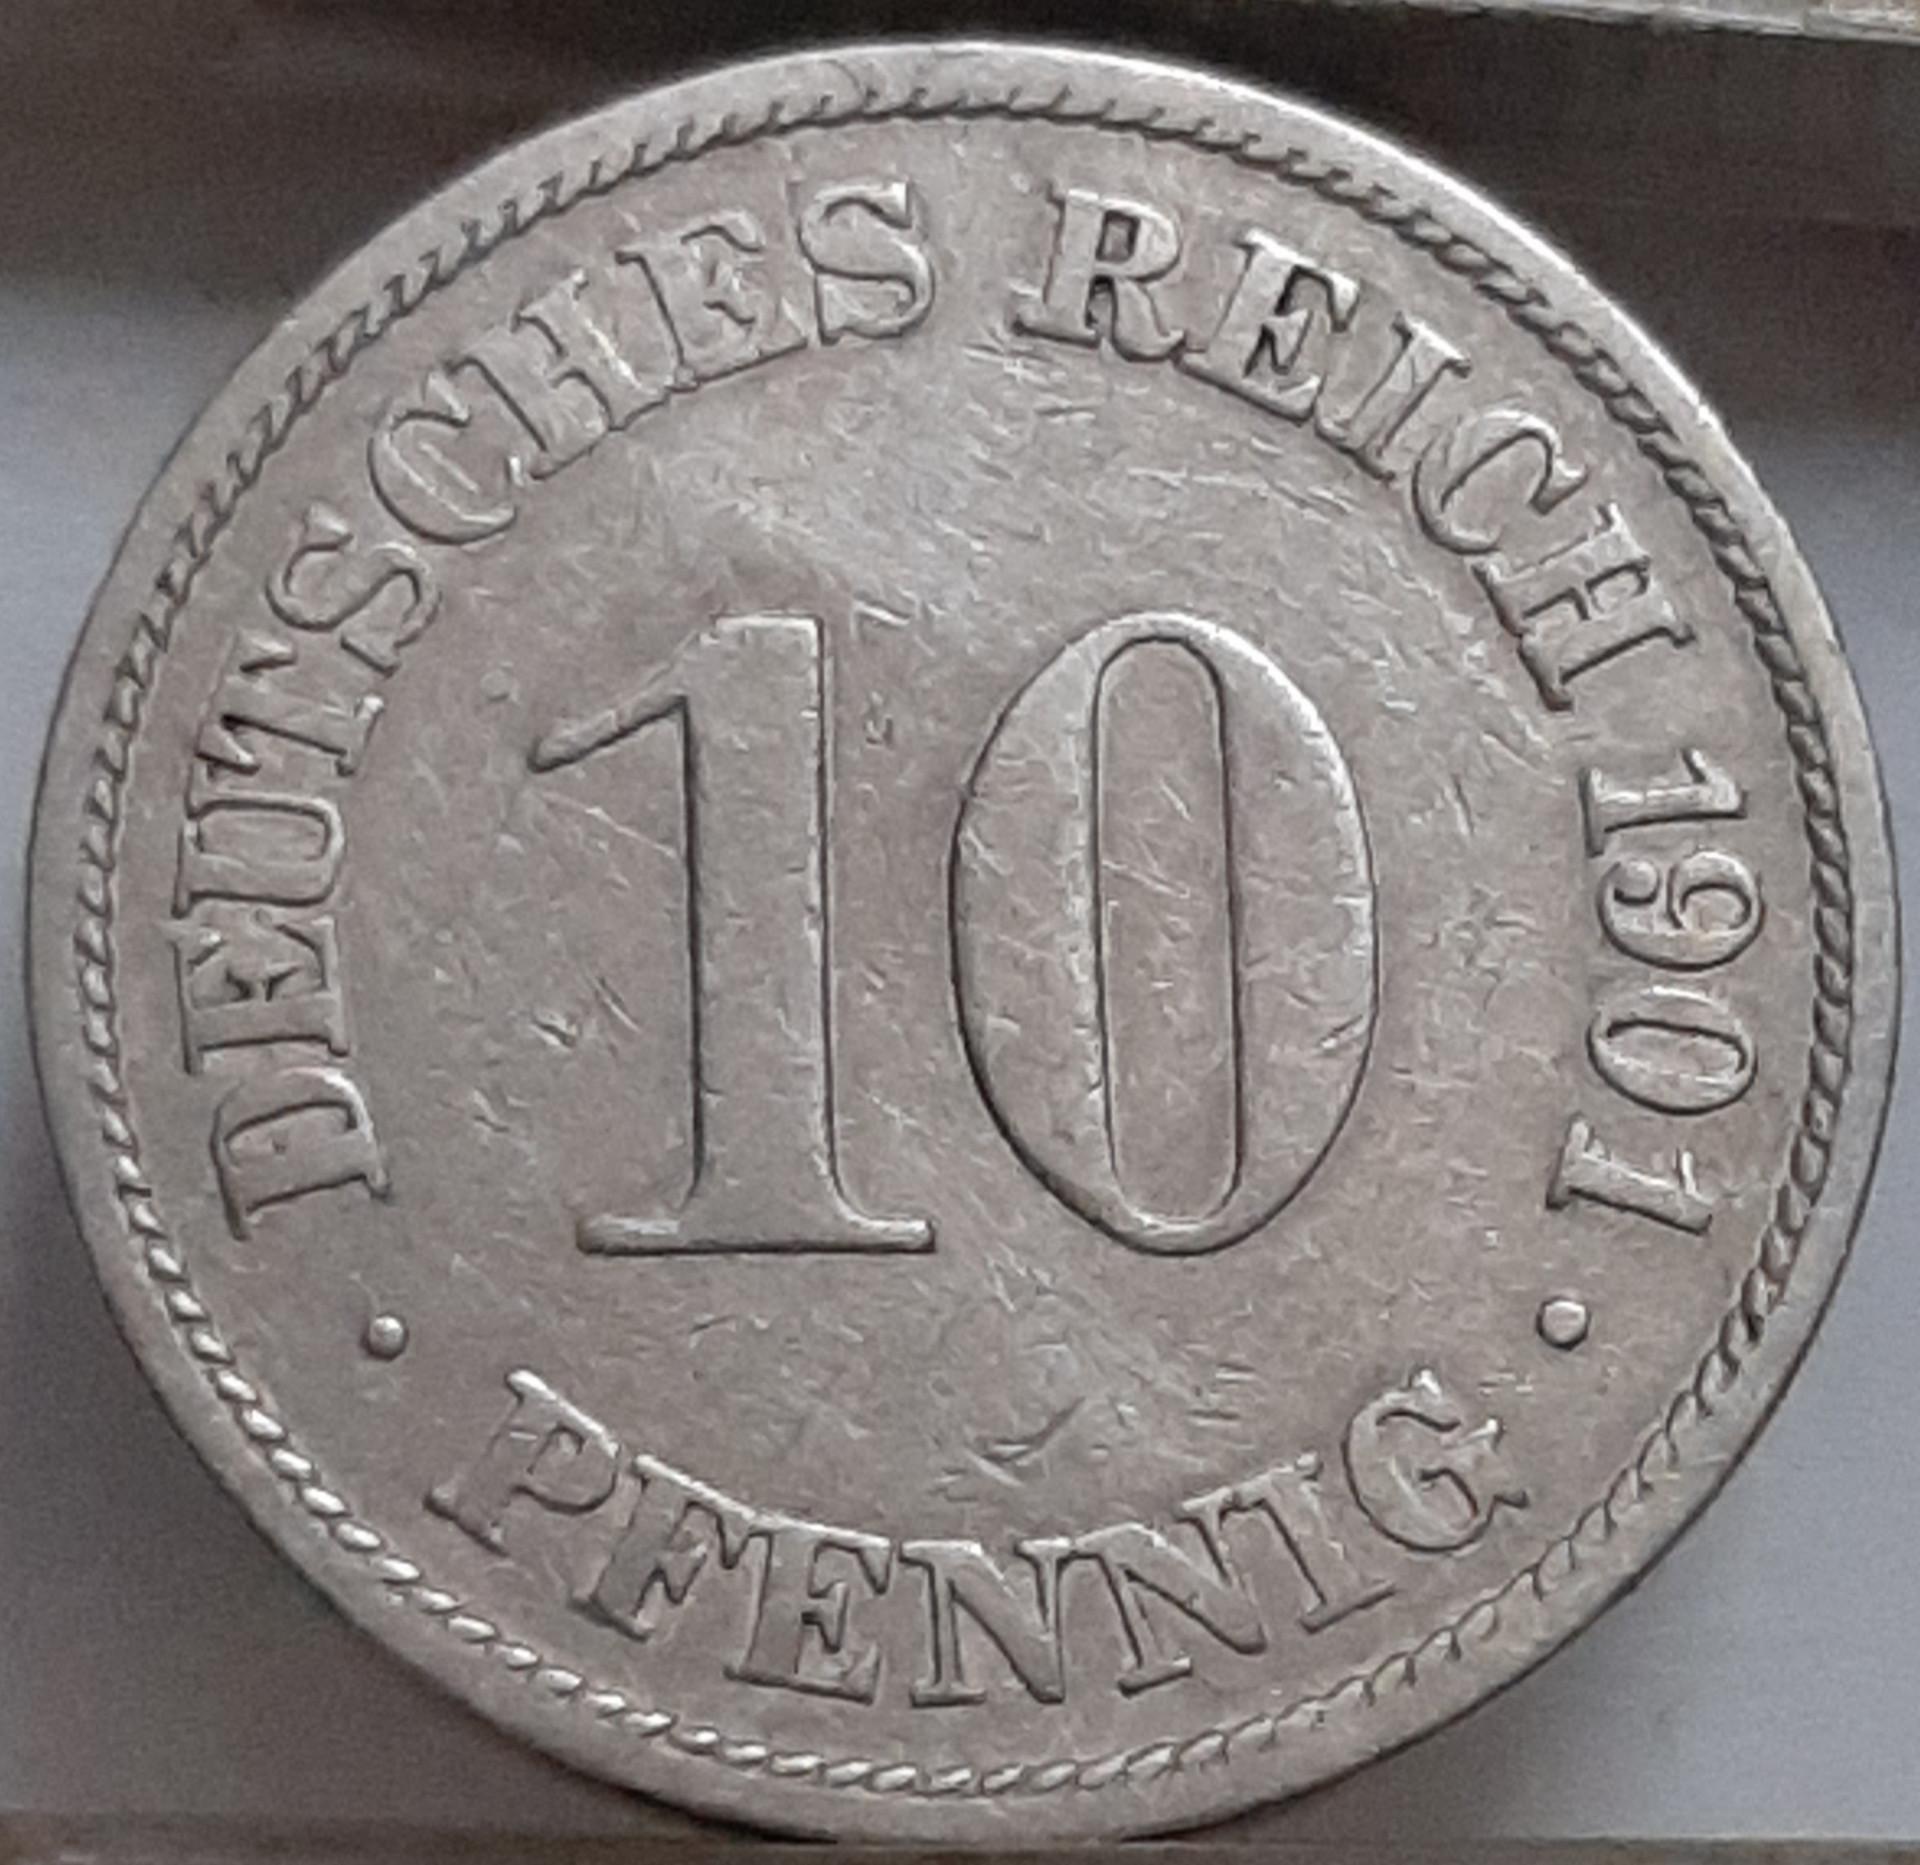 DEUTSCHES REICH 1901
10
· PFENNIG ·